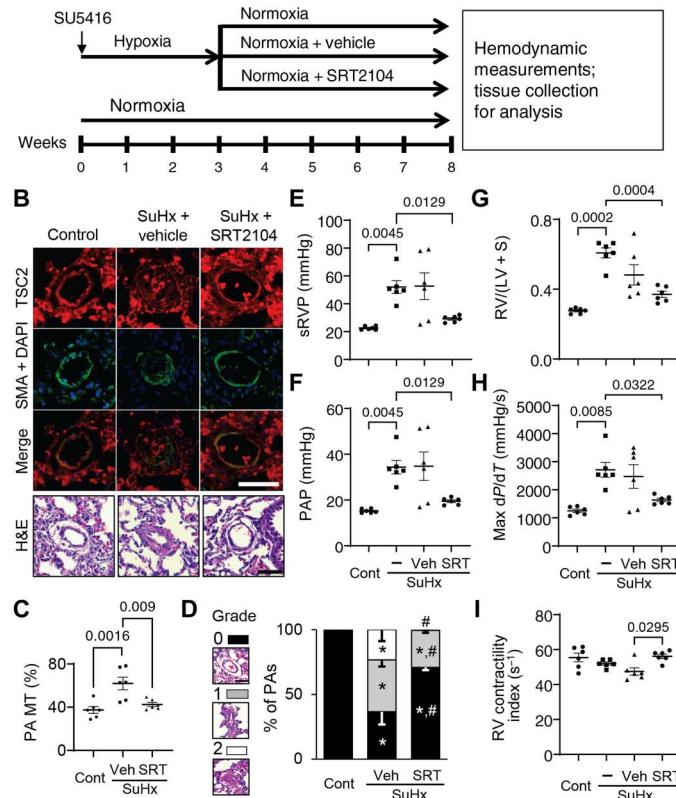 SU5416
Hypoxia
Normoxia
Normoxia + vehicle
Normoxia + SRT2104
Normoxia
Hemodynamic
measurements;
tissue collection
for analysis
Weeks
0 1 2 3 4 5 6 7 8
B
Control
SuHx +
vehicle
SuHx +
SRT2104
TSC2
SMA + DAPI
Merge
H&E
C
PA MT (%)
0.0016
0.009
80
40
0
Cont
Veh SRT
SuHx
D
Grade
0
1
2
% of PAs
100
50
0
*
*
*
#
*,#
*,#
Cont
Veh
SRT
SuHx
E
sRVP (mmHg)
0.0045
0.0129
100
80
60
40
20
0
F
PAP (mmHg)
0.0045
0.0129
60
40
20
0
Cont
– Veh SRT
SuHx
G
RV/(LV + S)
0.0002
0.0004
0.8
0.4
0.0
H
Max dP/dT (mmHg/s)
0.0085
0.0322
5000
4000
3000
2000
1000
0
Cont
– Veh SRT
SuHx
I
RV contractility
index (s⁻¹)
0.0295
80
60
40
20
0
Cont
– Veh SRT
SuHx